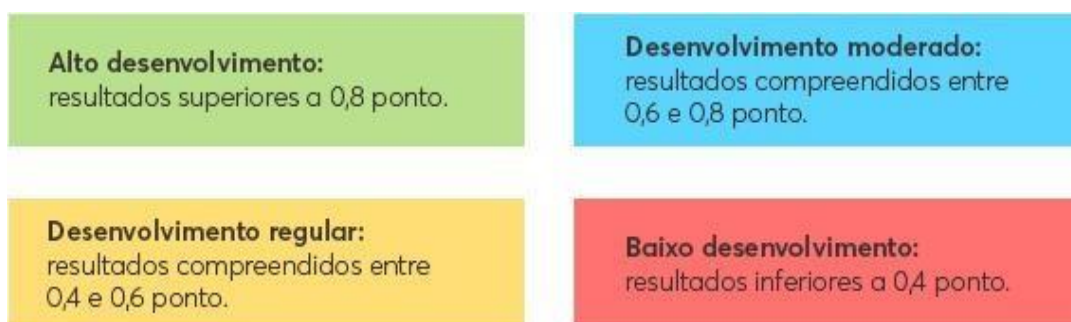 Alto desenvolvimento:
resultados superiores a 0,8 ponto.
Desenvolvimento moderado:
resultados compreendidos entre
0,6 e 0,8 ponto.
Desenvolvimento regular:
resultados compreendidos entre
0,4 e 0,6 ponto.
Baixo desenvolvimento:
resultados inferiores a 0,4 ponto.